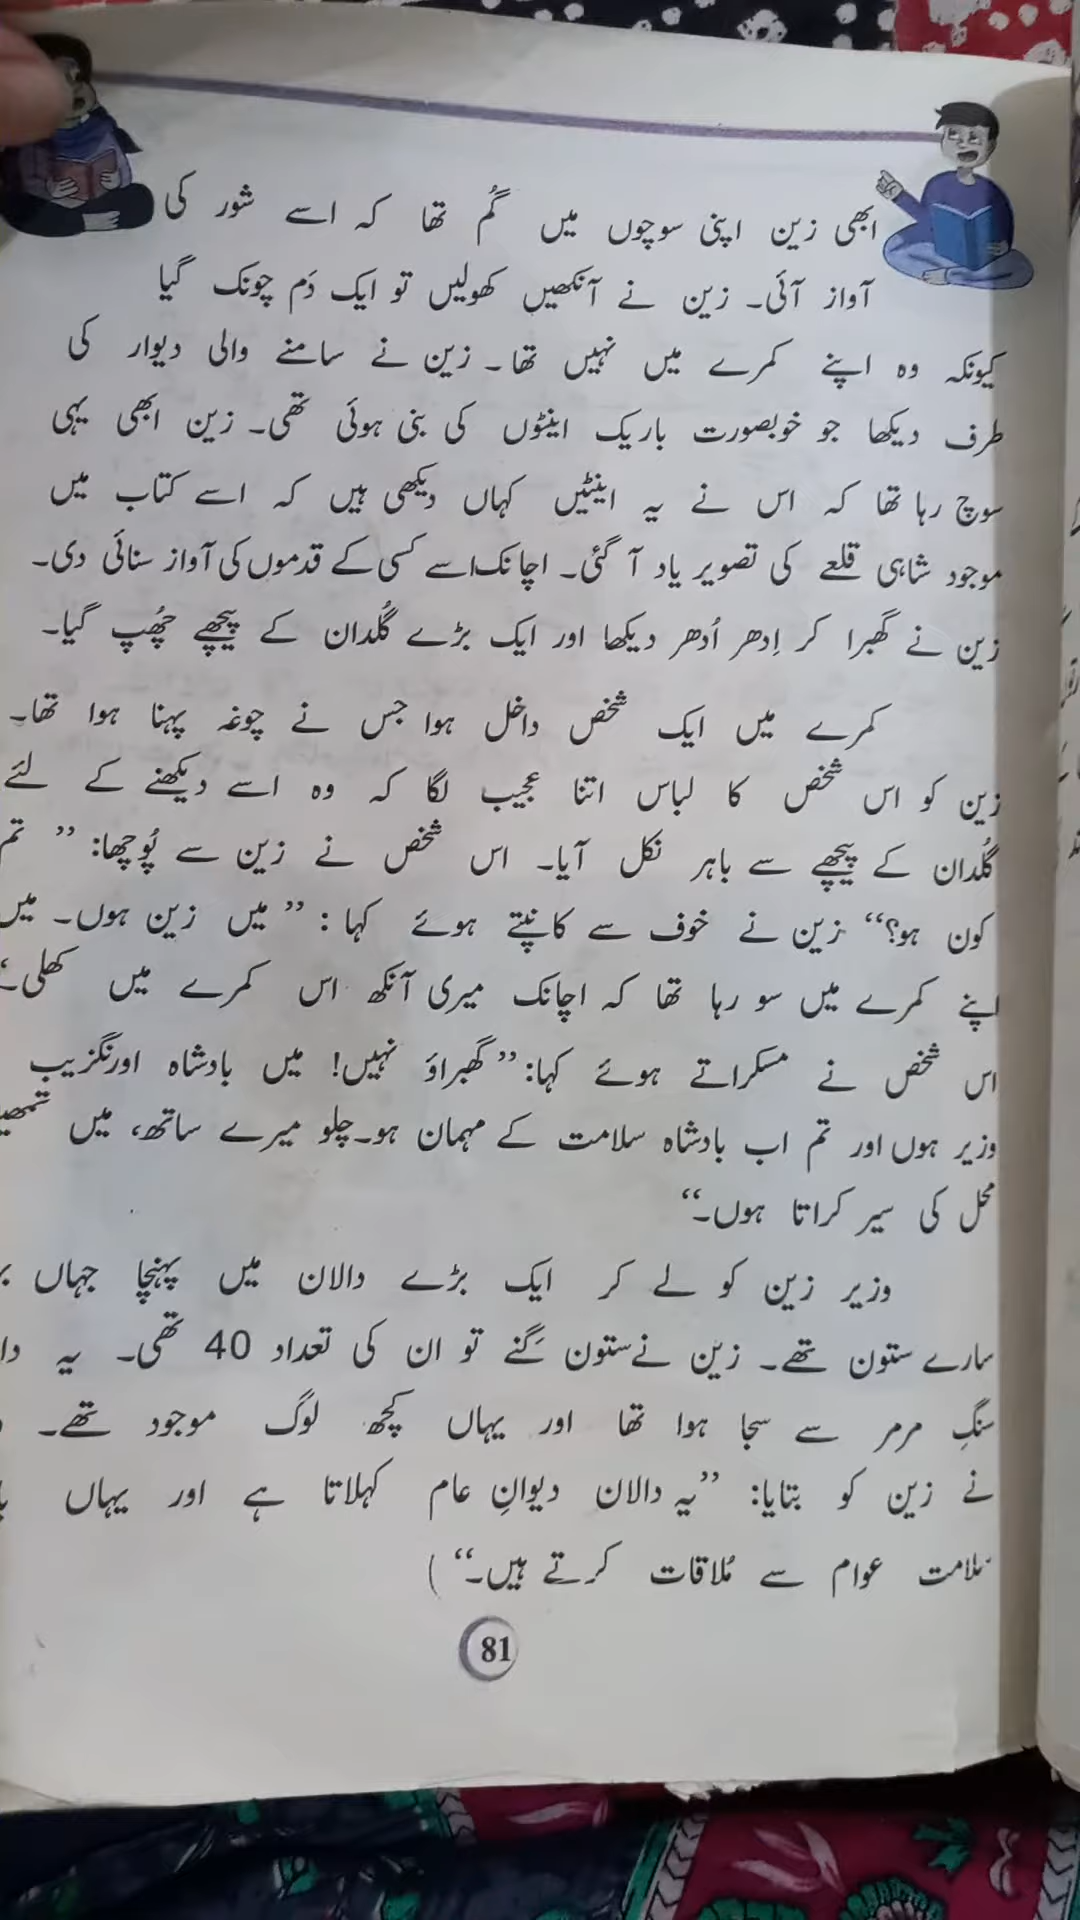 ابھی زین اپنی سوچوں میں گُم تھا کہ اسے شور کی
آواز آئی۔ زین نے آنکھیں کھولیں تو ایک دَم چونک گیا
کیونکہ وہ اپنے کمرے میں نہیں تھا۔ زین نے سامنے والی دیوار کی
طرف دیکھا جو خوبصورت باریک اینٹوں کی بنی ہوئی تھی۔ زین ابھی یہی
سوچ رہا تھا کہ اس نے یہ اینٹیں کہاں دیکھی ہیں کہ اسے کتاب میں
موجود شاہی قلعے کی تصویر یاد آ گئی۔ اچانک اسے کسی کے قدموں کی آواز سنائی دی۔
زین نے گھبرا کر اِدھر اُدھر دیکھا اور ایک بڑے گُلدان کے پیچھے چُھپ گیا۔
کمرے میں ایک شخص داخل ہوا جس نے چوغہ پہنا ہوا تھا۔
زین کو اس شخص کا لباس اتنا عجیب لگا کہ وہ اسے دیکھنے کے لئے
گُلدان کے پیچھے سے باہر نکل آیا۔ اس شخص نے زین سے پُوچھا: ”تم
کون ہو؟“ زین نے خوف سے کانپتے ہوئے کہا: ”میں زین ہوں۔ میں
اپنے کمرے میں سو رہا تھا کہ اچانک میری آنکھ اس کمرے میں کھلی۔“
اس شخص نے مسکراتے ہوئے کہا: ”گھبراؤ نہیں! میں بادشاہ اورنگزیب
وزیر ہوں اور تم اب بادشاہ سلامت کے مہمان ہو۔ چلو میرے ساتھ، میں
محل کی سیر کراتا ہوں۔“
وزیر زین کو لے کر ایک بڑے دالان میں پہنچا جہاں
سارے ستون تھے۔ زین نے ستون گِنے تو ان کی تعداد 40 تھی۔ یہ
سنگِ مرمر سے سجا ہوا تھا اور یہاں کچھ لوگ موجود تھے۔
نے زین کو بتایا: ”یہ دالان دیوانِ عام کہلاتا ہے اور یہاں
سلامت عوام سے مُلاقات کرتے ہیں۔“ )
81